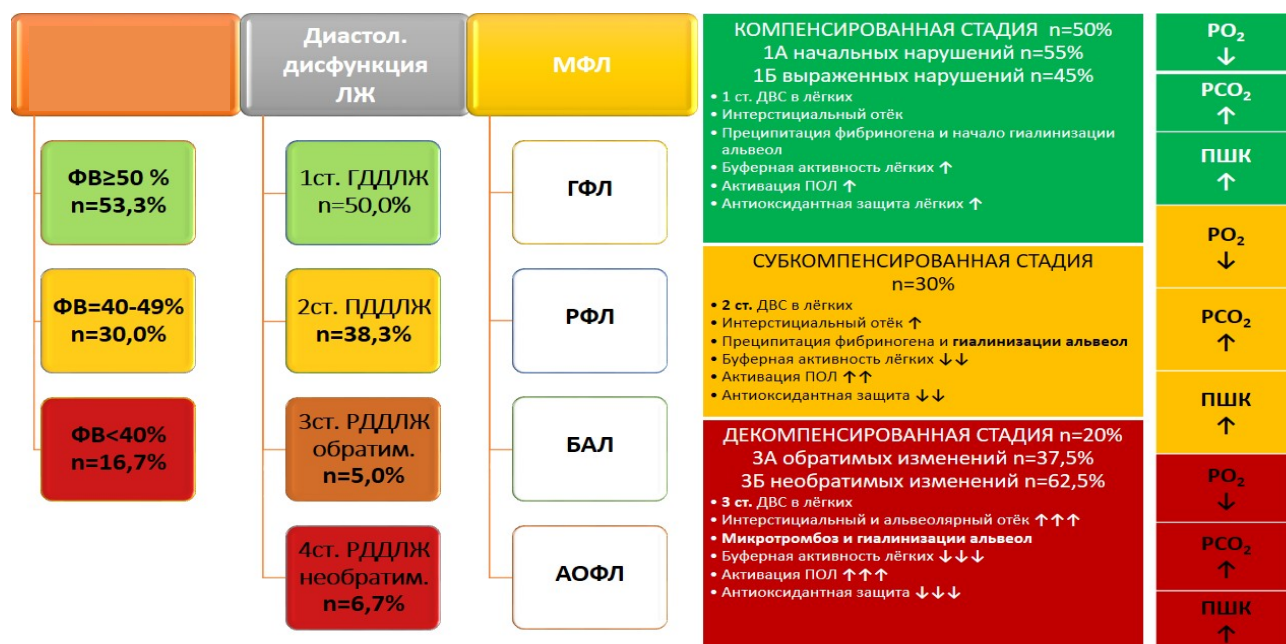 Диастол.
дисфункция
ЛЖ
ФВ≥50 %
n=53,3%
ФВ=40-49%
n=30,0%
ФВ<40%
n=16,7%
1ст. ГДДЛЖ
n=50,0%
2ст. ПДДЛЖ
n=38,3%
3ст. РДДЛЖ
обратим.
n=5,0%
4ст. РДДЛЖ
необратим.
n=6,7%
МФЛ
ГФЛ
РФЛ
БАЛ
АОФЛ
КОМПЕНСИРОВАННАЯ СТАДИЯ n=50%
1А начальных нарушений n=55%
1Б выраженных нарушений n=45%
• 1 ст. ДВС в лёгких
• Интерстициальный отёк
• Преципитация фибриногена и начало гиалинизации
альвеол
• Буферная активность лёгких ↑
• Активация ПОЛ ↑
• Антиоксидантная защита лёгких ↑
СУБКОМПЕНСИРОВАННАЯ СТАДИЯ
n=30%
• 2 ст. ДВС в лёгких
• Интерстициальный отёк ↑
• Преципитация фибриногена и гиалинизации альвеол
• Буферная активность лёгких ↓↓
• Активация ПОЛ ↑↑
• Антиоксидантная защита ↓↓
ДЕКОМПЕНСИРОВАННАЯ СТАДИЯ n=20%
3А обратимых изменений n=37,5%
3Б необратимых изменений n=62,5%
• 3 ст. ДВС в лёгких
• Интерстициальный и альвеолярный отёк ↑↑↑
• Микротромбоз и гиалинизации альвеол
• Буферная активность лёгких ↓↓↓
• Активация ПОЛ ↑↑↑
• Антиоксидантная защита ↓↓↓
PO₂
↓
PCO₂
↑
ПШК
↑
PO₂
↓
PCO₂
↑
ПШК
↑
PO₂
↓
PCO₂
↑
ПШК
↑